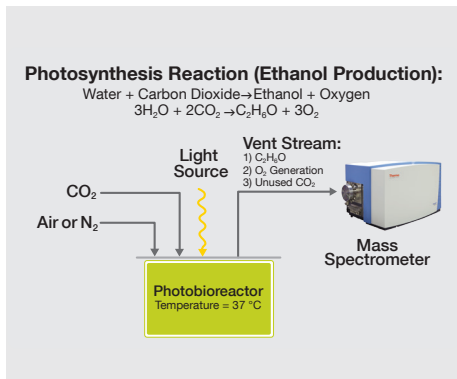 Photosynthesis Reaction (Ethanol Production):
Water + Carbon Dioxide→Ethanol + Oxygen
3H₂O + 2CO₂ →C₂H₆O + 3O₂
Light
Source
Vent Stream:
1) C₂H₆O
2) O₂ Generation
3) Unused CO₂
CO₂
Air or N₂
Mass
Spectrometer
Photobioreactor
Temperature = 37 °C